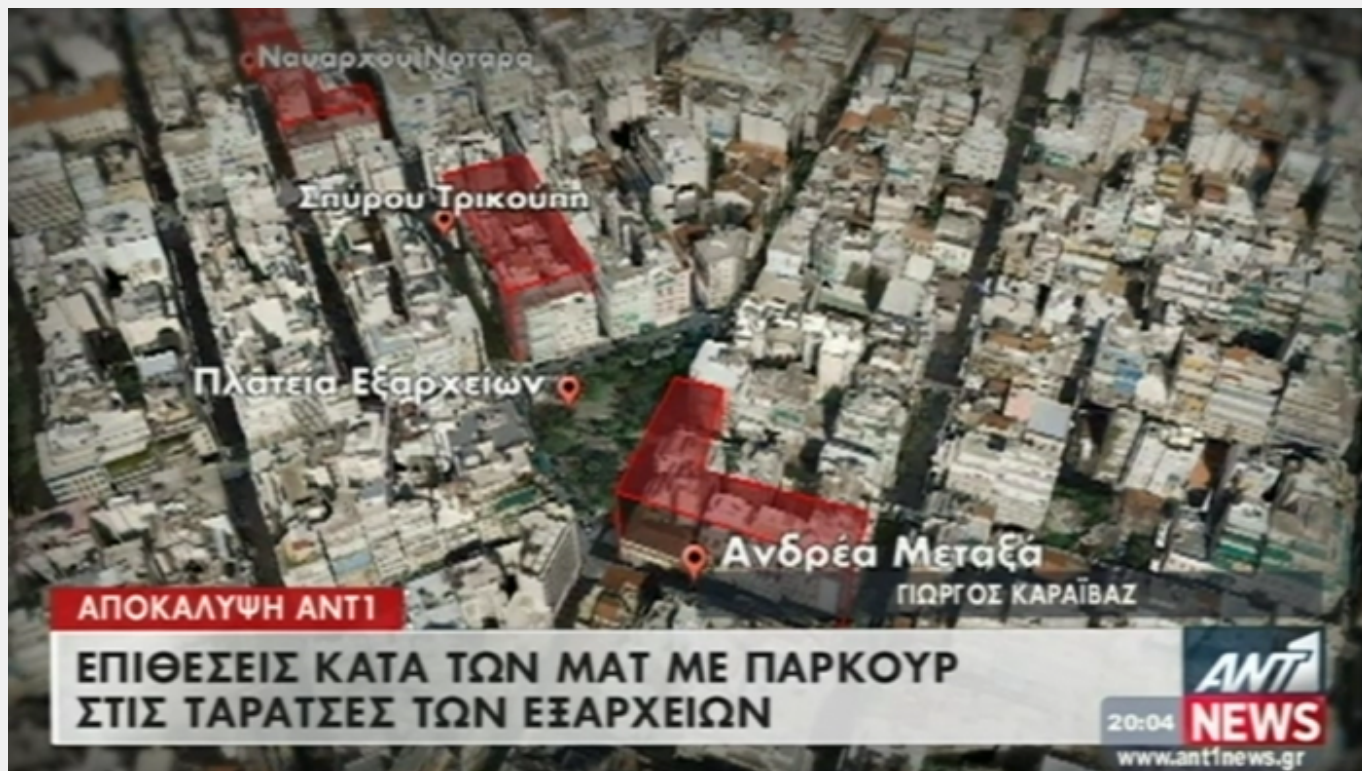 Ναυάρχου Νοταρά
Σπύρου Τρικούπη
Πλατεία Εξαρχείων
Ανδρέα Μεταξά
ΓΙΩΡΓΟΣ ΚΑΡΑΪΒΑΖ
ΑΠΟΚΑΛΥΨΗ ΑΝΤ1
ΕΠΙΘΕΣΕΙΣ ΚΑΤΑ ΤΩΝ ΜΑΤ ΜΕ ΠΑΡΚΟΥΡ
ΣΤΙΣ ΤΑΡΑΤΣΕΣ ΤΩΝ ΕΞΑΡΧΕΙΩΝ
ANT1
20:04 NEWS
www.ant1news.gr